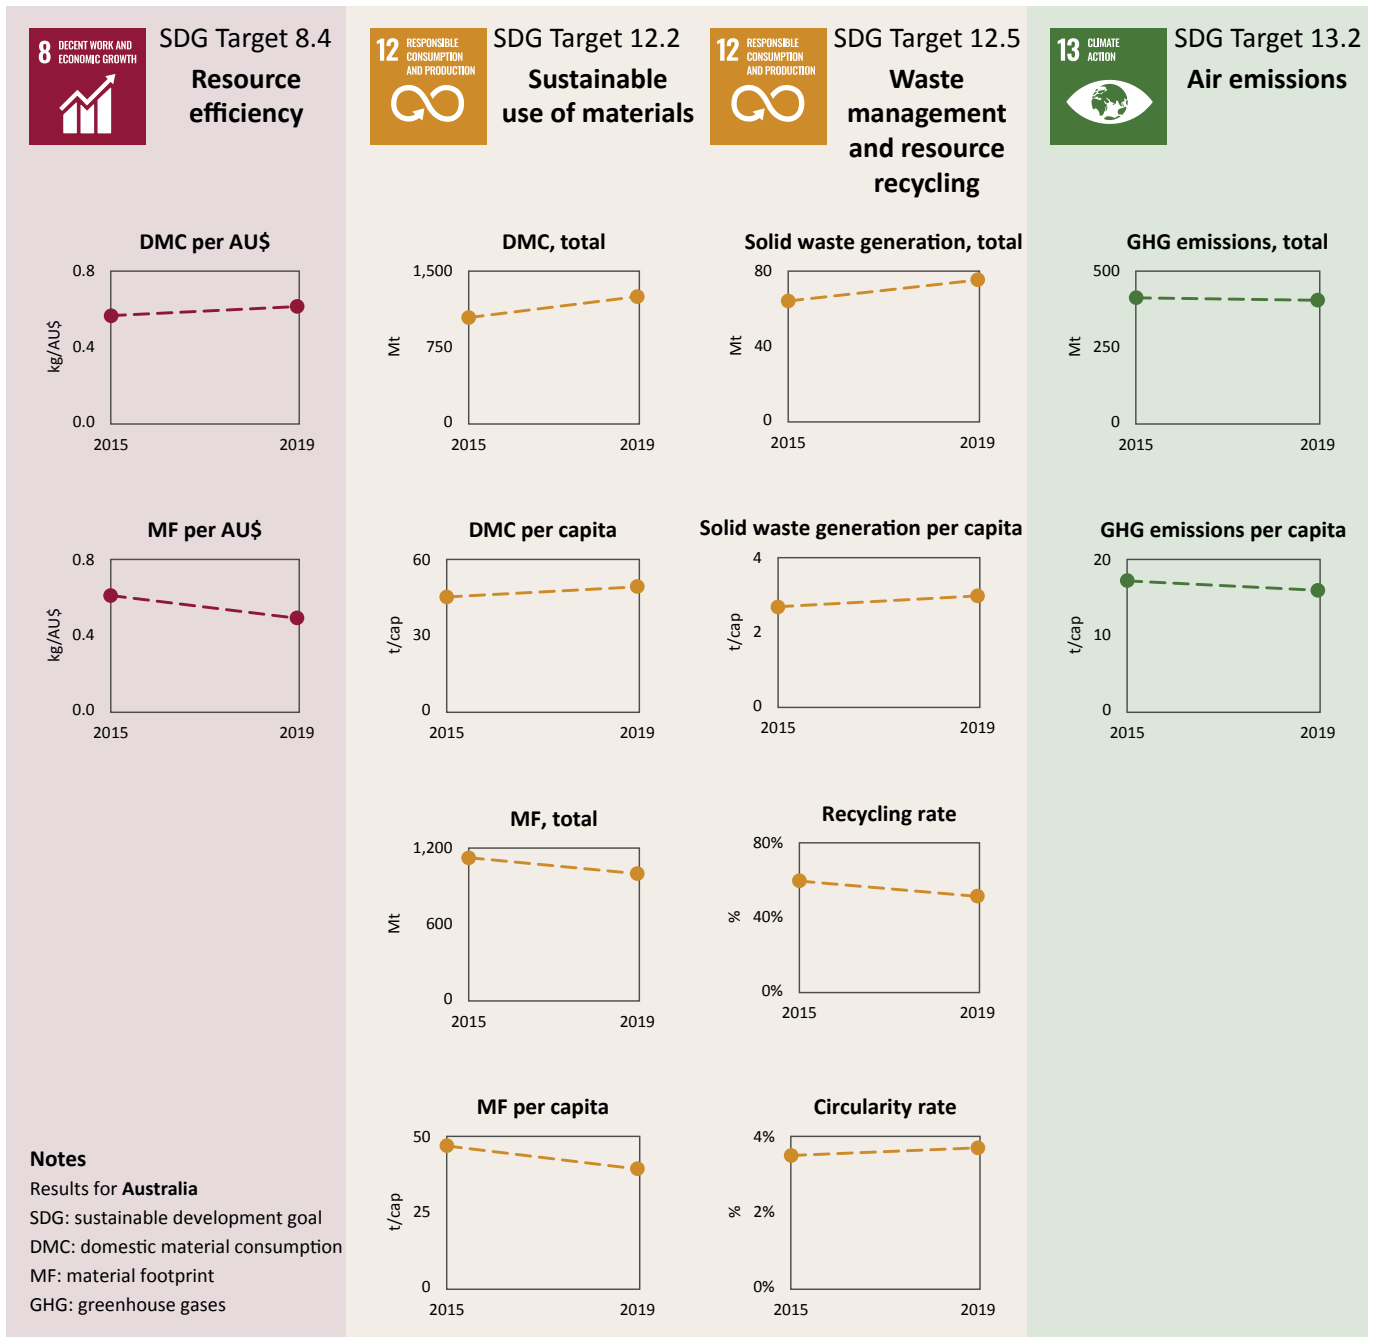 8 DECENT WORK AND
ECONOMIC GROWTH
SDG Target 8.4
Resource
efficiency
12 RESPONSIBLE
CONSUMPTION
AND PRODUCTION
SDG Target 12.2
Sustainable
use of materials
12 RESPONSIBLE
CONSUMPTION
AND PRODUCTION
SDG Target 12.5
Waste
management
and resource
recycling
13 CLIMATE
ACTION
SDG Target 13.2
Air emissions
DMC per AU$
0.8
0.4
0.0
kg/AU$
2015
2019
DMC, total
1,500
750
0
Mt
2015
2019
Solid waste generation, total
80
40
0
Mt
2015
2019
GHG emissions, total
500
250
0
Mt
2015
2019
MF per AU$
0.8
0.4
0.0
kg/AU$
2015
2019
DMC per capita
60
30
0
t/cap
2015
2019
Solid waste generation per capita
4
2
0
t/cap
2015
2019
GHG emissions per capita
20
10
0
t/cap
2015
2019
MF, total
1,200
600
0
Mt
2015
2019
Recycling rate
80%
40%
0%
%
2015
2019
MF per capita
50
25
0
t/cap
2015
2019
Circularity rate
4%
2%
0%
%
2015
2019
Notes
Results for Australia
SDG: sustainable development goal
DMC: domestic material consumption
MF: material footprint
GHG: greenhouse gases